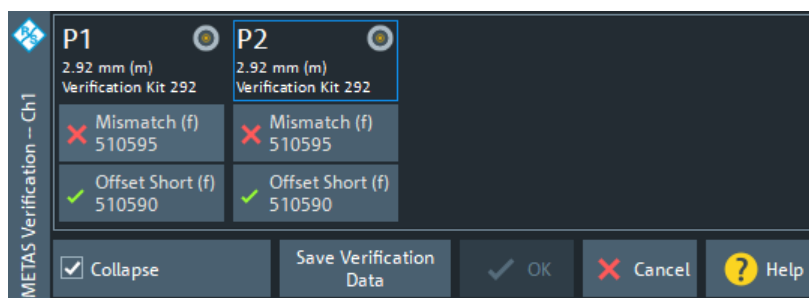 R&S
METAS Verification – Ch1
P1
2.92 mm (m)
Verification Kit 292
Mismatch (f)
510595
Offset Short (f)
510590
P2
2.92 mm (m)
Verification Kit 292
Mismatch (f)
510595
Offset Short (f)
510590
Collapse
Save Verification
Data
OK
Cancel
? Help